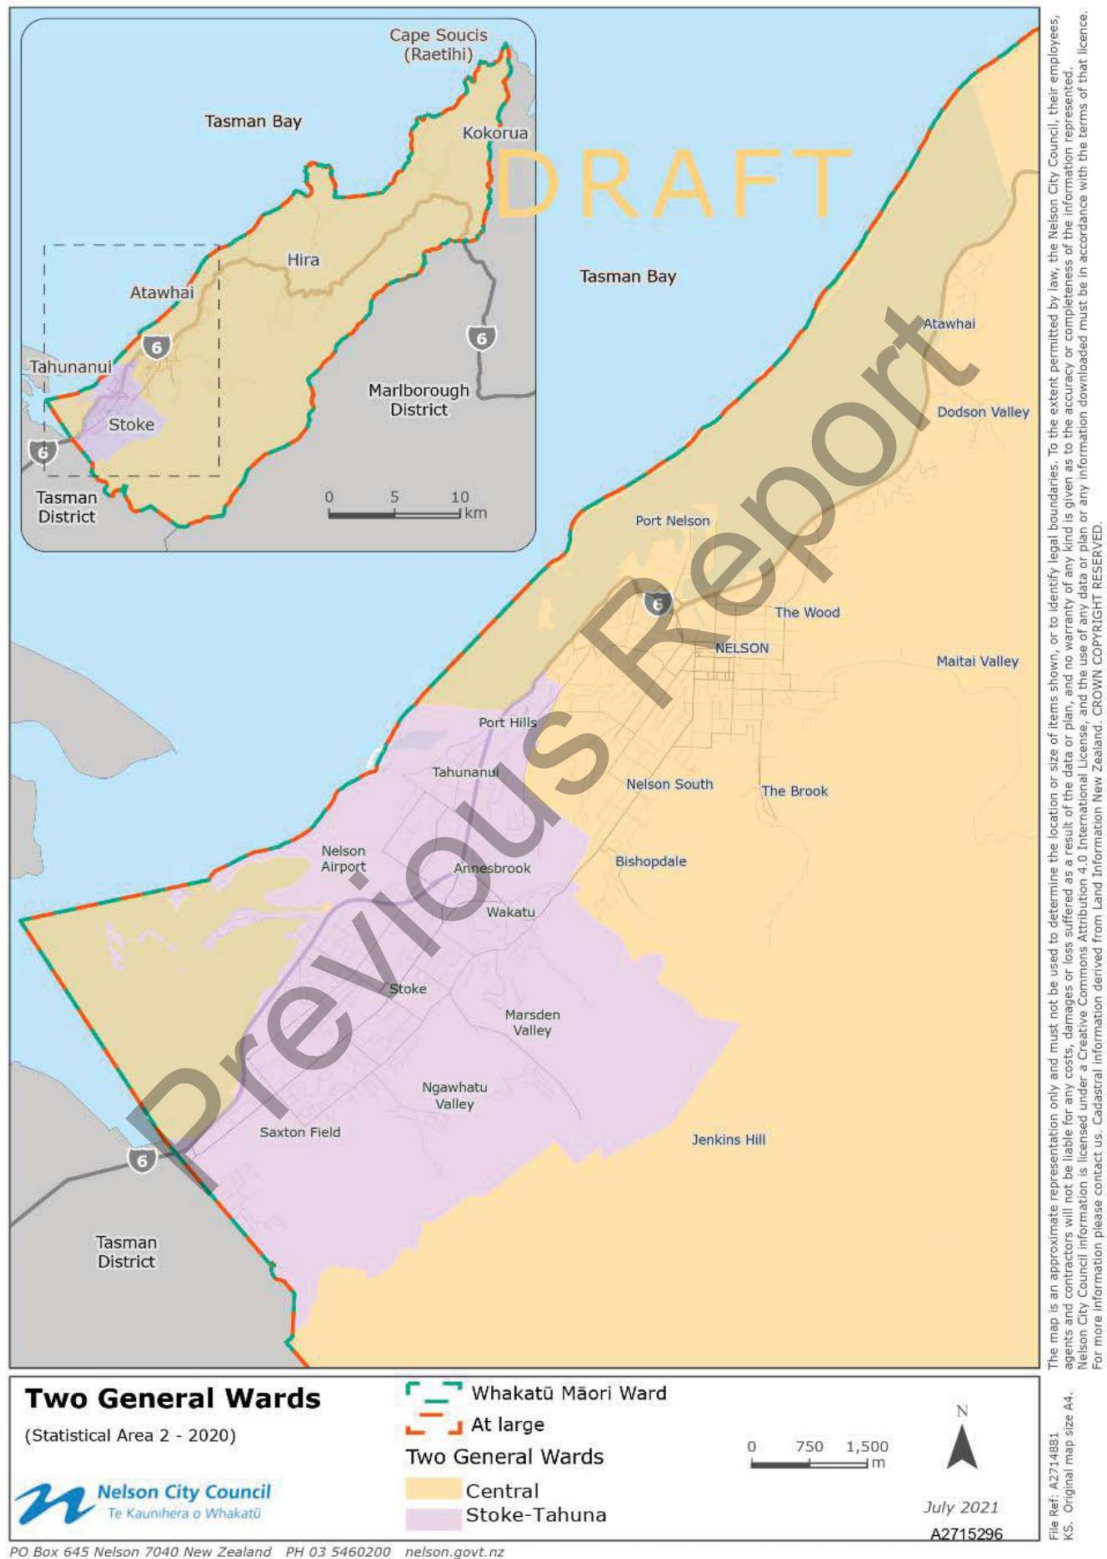 Cape Soucis
(Raetihi)
Tasman Bay
Kokorua
DRAFT
Hira
Tasman Bay
Atawhai
6
6
Tahunanui
Marlborough
District
Stoke
6
Tasman
District
0 5 10
km
Atawhai
Dodson Valley
Port Nelson
6
The Wood
NELSON
Maitai Valley
Port Hills
Tahunanui
Nelson South
The Brook
Nelson
Airport
Annesbrook
Bishopdale
Wakatu
Stoke
Marsden
Valley
Ngawhatu
Valley
Saxton Field
Jenkins Hill
6
Tasman
District
Previous Report
The map is an approximate representation only and must not be used to determine the location or size of items shown, or to identify legal boundaries. To the extent permitted by law, the Nelson City Council, their employees,
agents and contractors will not be liable for any costs, damages or loss suffered as a result of the data or plan, and no warranty of any kind is given as to the accuracy or completeness of the information represented.
Nelson City Council information is licensed under a Creative Commons Attribution 4.0 International License, and the use of any data or plan or any information downloaded must be in accordance with the terms of that licence.
For more information please contact us. Cadastral information derived from Land Information New Zealand. CROWN COPYRIGHT RESERVED.
Two General Wards
(Statistical Area 2 - 2020)
Nelson City Council
Te Kaunihera o Whakatū
Whakatū Māori Ward
At large
Two General Wards
Central
Stoke-Tahuna
0 750 1,500
m
N
July 2021
A2715296
File Ref: A2714881
KS. Original map size A4.
PO Box 645 Nelson 7040 New Zealand PH 03 5460200 nelson.govt.nz